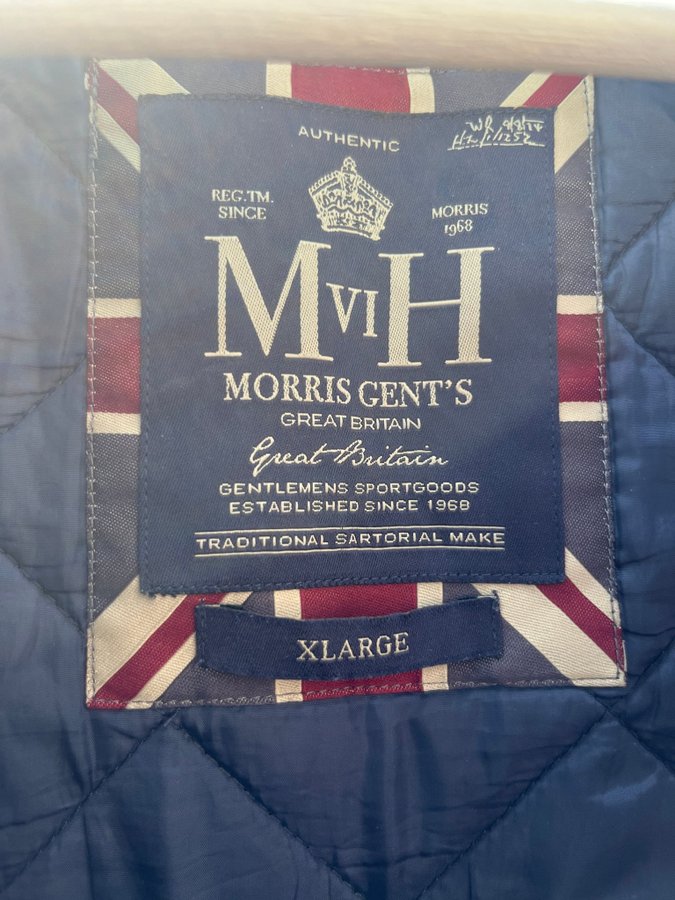 AUTHENTIC
REG.TM.
SINCE
MORRIS
1968
MVIH
MORRIS GENT'S
GREAT BRITAIN
Great Britain
GENTLEMENS SPORTGOODS
ESTABLISHED SINCE 1968
TRADITIONAL SARTORIAL MAKE
XLARGE